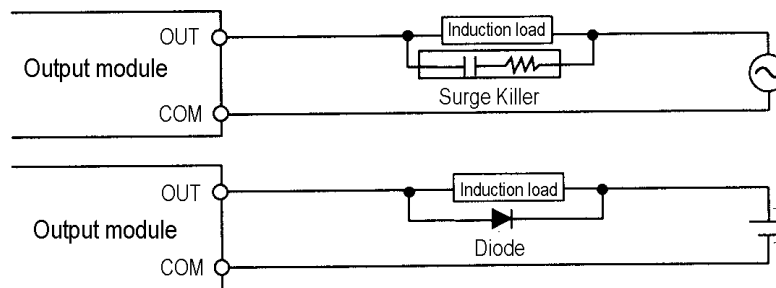 OUT
Induction load
Output module
Surge Killer
COM
OUT
Induction load
Output module
Diode
COM